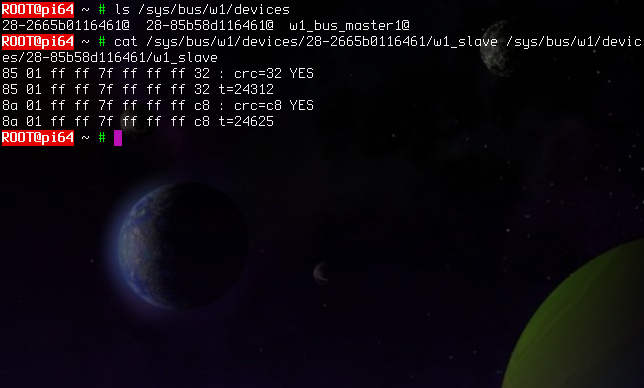 ROOT@pi64 ~ # ls /sys/bus/w1/devices
28-2665b0116461@  28-85b58d116461@  w1_bus_master1@
ROOT@pi64 ~ # cat /sys/bus/w1/devices/28-2665b0116461/w1_slave /sys/bus/w1/devic
es/28-85b58d116461/w1_slave
85 01 ff ff 7f ff ff ff 32 : crc=32 YES
85 01 ff ff 7f ff ff ff 32 t=24312
8a 01 ff ff 7f ff ff ff c8 : crc=c8 YES
8a 01 ff ff 7f ff ff ff c8 t=24625
ROOT@pi64 ~ #